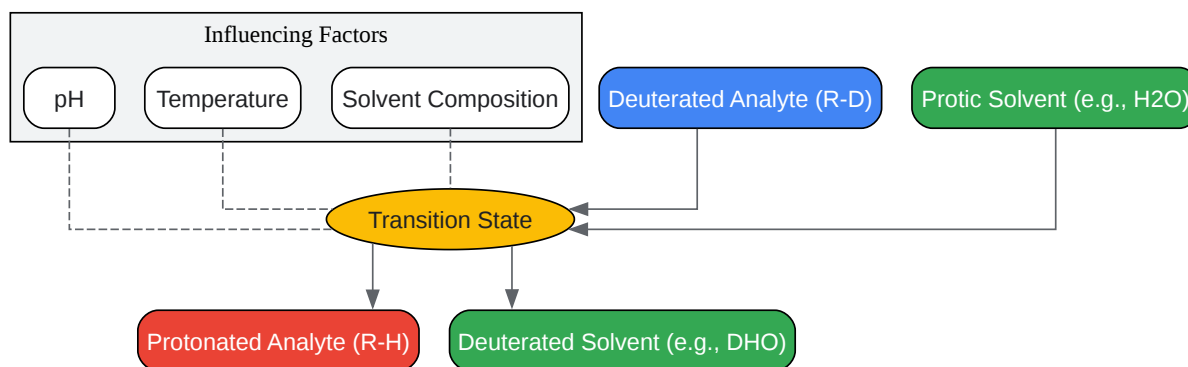 Influencing Factors
pH
Temperature
Solvent Composition
Deuterated Analyte (R-D)
Protic Solvent (e.g., H2O)
Transition State
Protonated Analyte (R-H)
Deuterated Solvent (e.g., DHO)